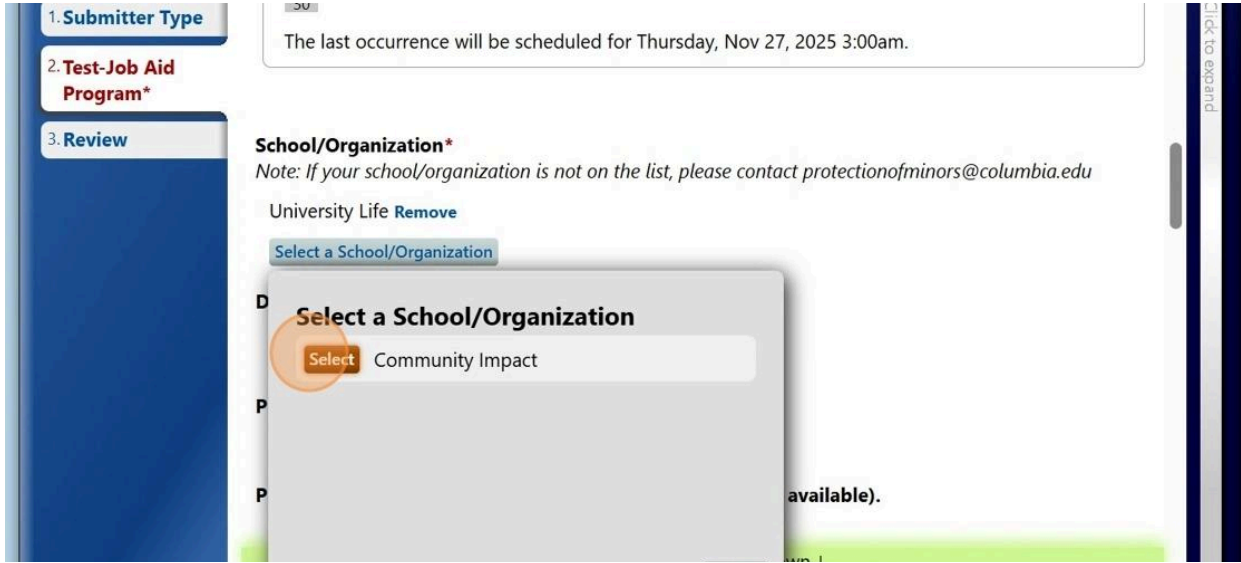 1. Submitter Type
2. Test-Job Aid
Program*
3. Review
30
The last occurrence will be scheduled for Thursday, Nov 27, 2025 3:00am.
School/Organization*
Note: If your school/organization is not on the list, please contact protectionofminors@columbia.edu
University Life Remove
Select a School/Organization
D
Select a School/Organization
Select Community Impact
P
P
available).
Click to expand